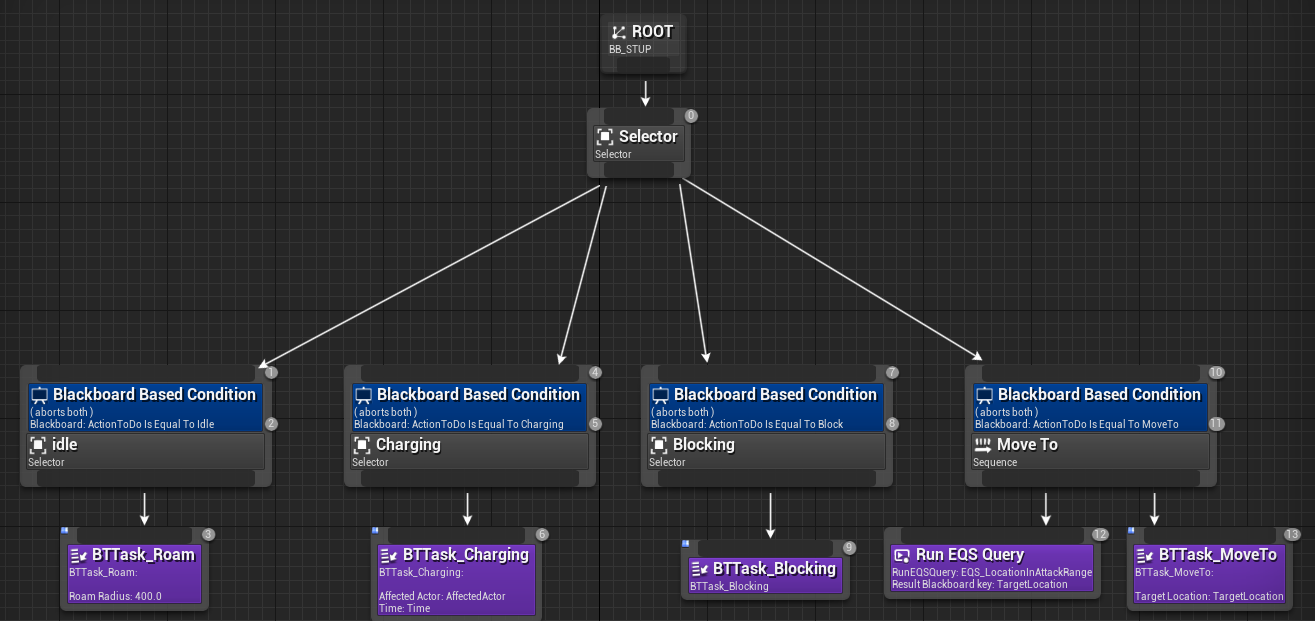 ROOT
BB_STUP
0
Selector
Selector
1
Blackboard Based Condition
( aborts both )
Blackboard: ActionToDo Is Equal To Idle
2
idle
Selector
4
Blackboard Based Condition
( aborts both )
Blackboard: ActionToDo Is Equal To Charging
5
Charging
Selector
7
Blackboard Based Condition
( aborts both )
Blackboard: ActionToDo Is Equal To Block
8
Blocking
Selector
10
Blackboard Based Condition
( aborts both )
Blackboard: ActionToDo Is Equal To MoveTo
11
Move To
Sequence
3
BTTask_Roam
BTTask_Roam:
Roam Radius: 400.0
6
BTTask_Charging
BTTask_Charging:
Affected Actor: AffectedActor
Time: Time
9
BTTask_Blocking
BTTask_Blocking
12
Run EQS Query
RunEQSQuery: EQS_LocationInAttackRange
Result Blackboard key: TargetLocation
13
BTTask_MoveTo
BTTask_MoveTo:
Target Location: TargetLocation